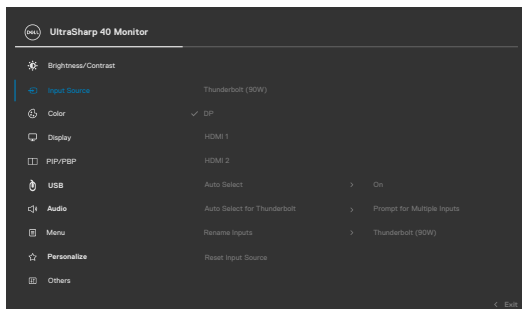 DELL UltraSharp 40 Monitor
Brightness/Contrast
Input Source Thunderbolt (90W)
Color DP
Display HDMI 1
PIP/PBP HDMI 2
USB Auto Select > On
Audio Auto Select for Thunderbolt > Prompt for Multiple Inputs
Menu Rename Inputs > Thunderbolt (90W)
Personalize Reset Input Source
Others
< Exit